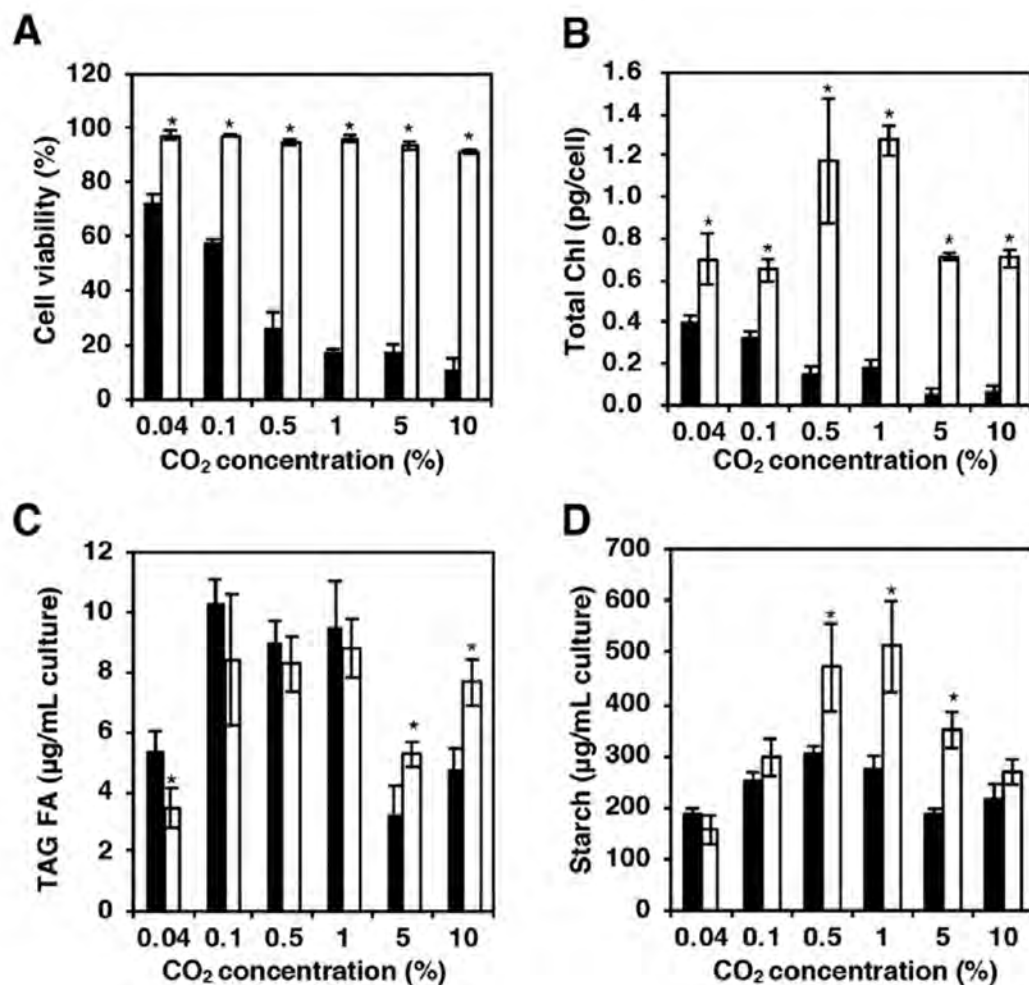 A
Cell viability (%)
120
100
80
60
40
20
0
* * * * * *
0.04 0.1 0.5 1 5 10
CO₂ concentration (%)
B
Total Chl (pg/cell)
1.6
1.4
1.2
1.0
0.8
0.6
0.4
0.2
0.0
* * * * * *
0.04 0.1 0.5 1 5 10
CO₂ concentration (%)
C
TAG FA (µg/mL culture)
12
10
8
6
4
2
0
* * *
0.04 0.1 0.5 1 5 10
CO₂ concentration (%)
D
Starch (µg/mL culture)
700
600
500
400
300
200
100
0
* * *
0.04 0.1 0.5 1 5 10
CO₂ concentration (%)